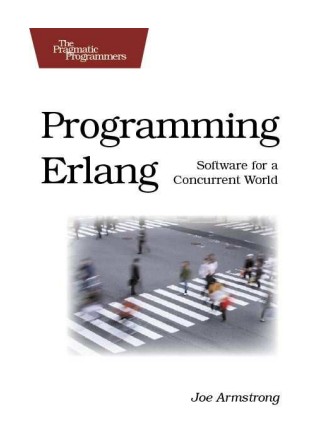 The
Pragmatic
Programmers
Programming
Erlang
Software for a
Concurrent World
Joe Armstrong